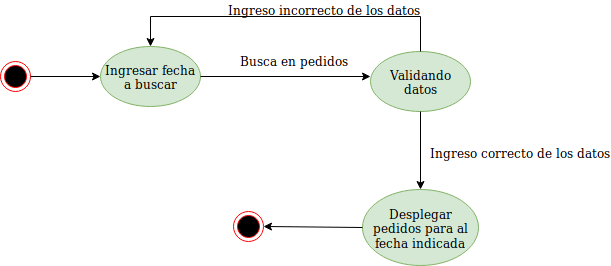 Ingreso incorrecto de los datos
Ingresar fecha
a buscar
Busca en pedidos
Validando
datos
Ingreso correcto de los datos
Desplegar
pedidos para al
fecha indicada